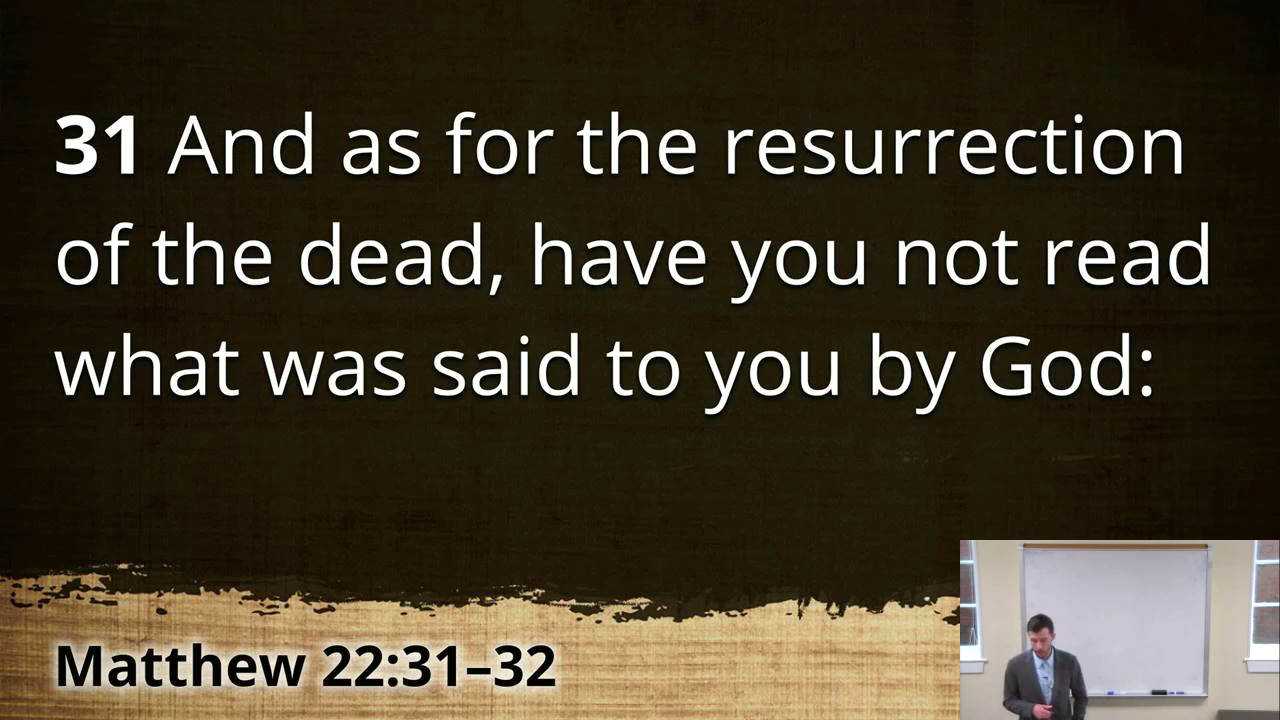 31 And as for the resurrection
of the dead, have you not read
what was said to you by God:
Matthew 22:31–32